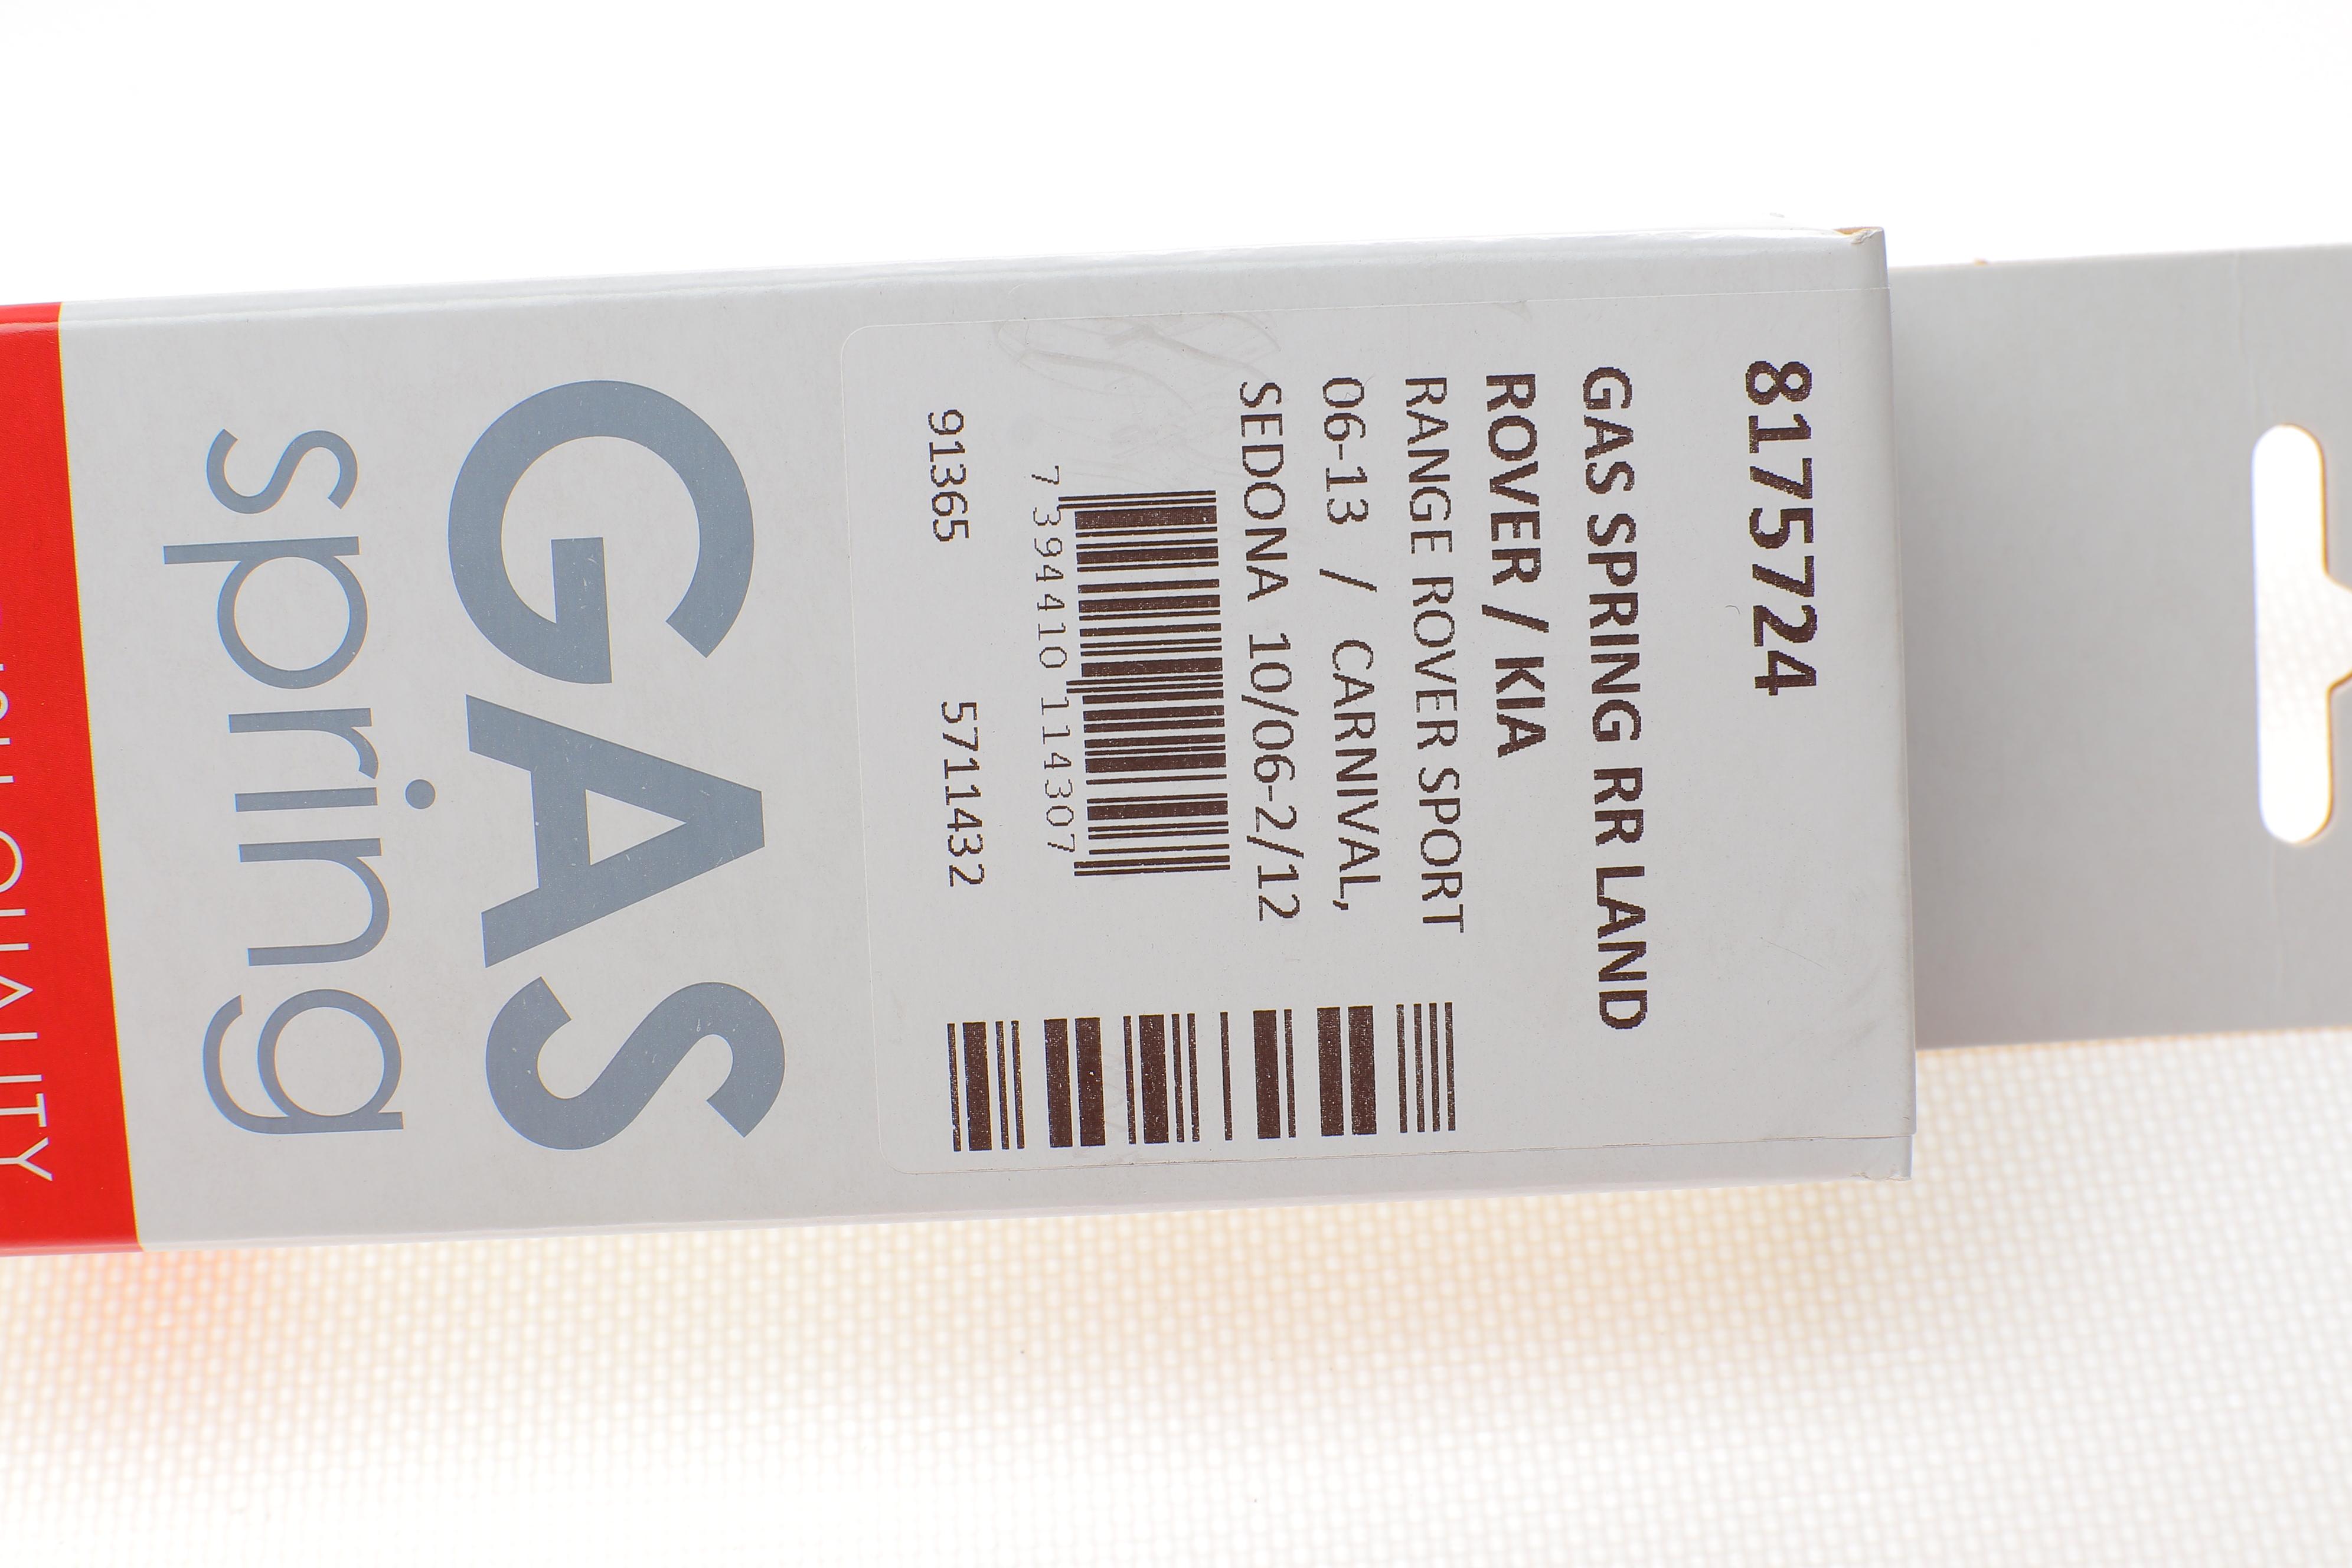 8175724
GAS SPRING RR LAND
ROVER / KIA
RANGE ROVER SPORT
06-13 / CARNIVAL,
SEDONA 10/06-2/12
7 394410 114307
91365 5711432
GAS
spring
QUALITY